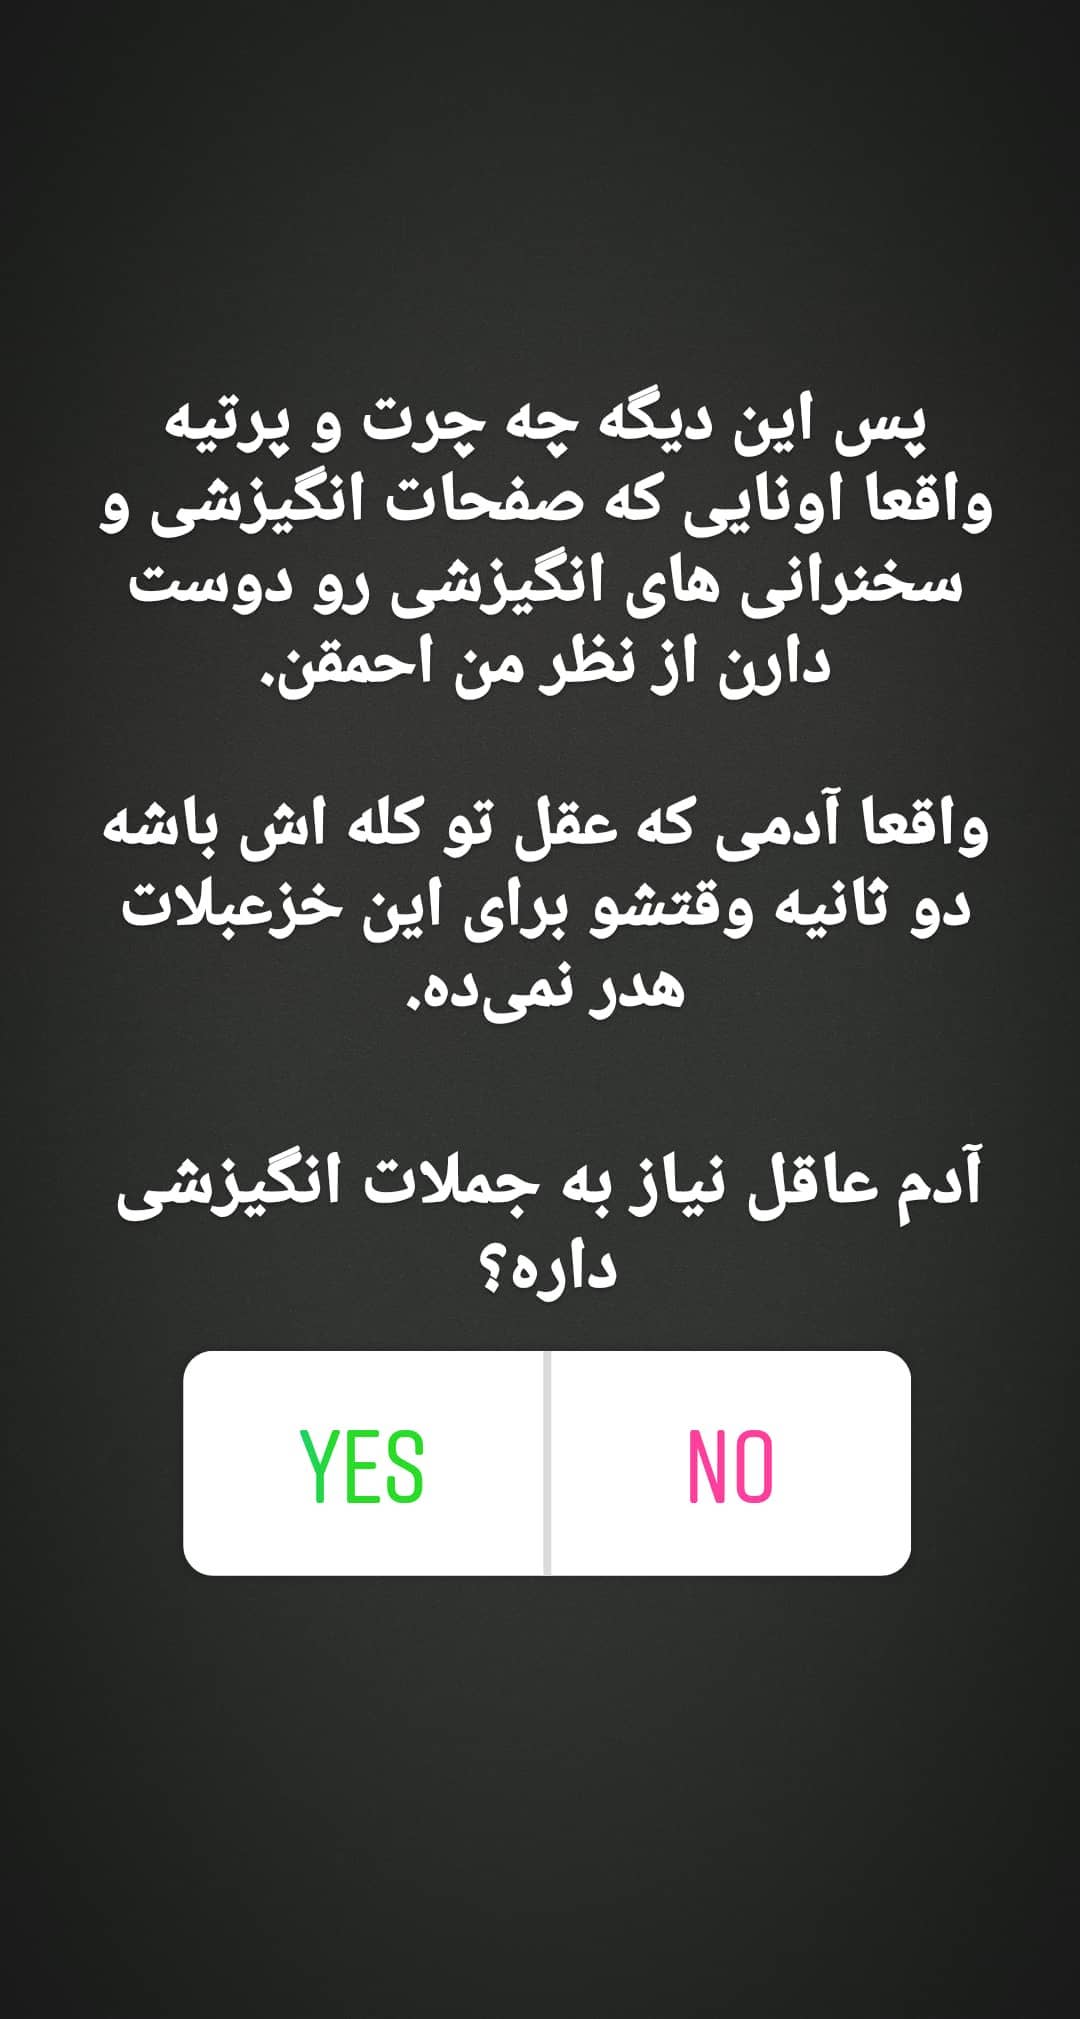 پس این دیگه چه چرت و پرتیه
واقعا اونایی که صفحات انگیزشی و
سخنرانی های انگیزشی رو دوست
دارن از نظر من احمقن.
واقعا آدمی که عقل تو کله اش باشه
دو ثانیه وقتشو برای این خزعبلات
هدر نمی‌ده.
آدم عاقل نیاز به جملات انگیزشی
داره؟
YES NO